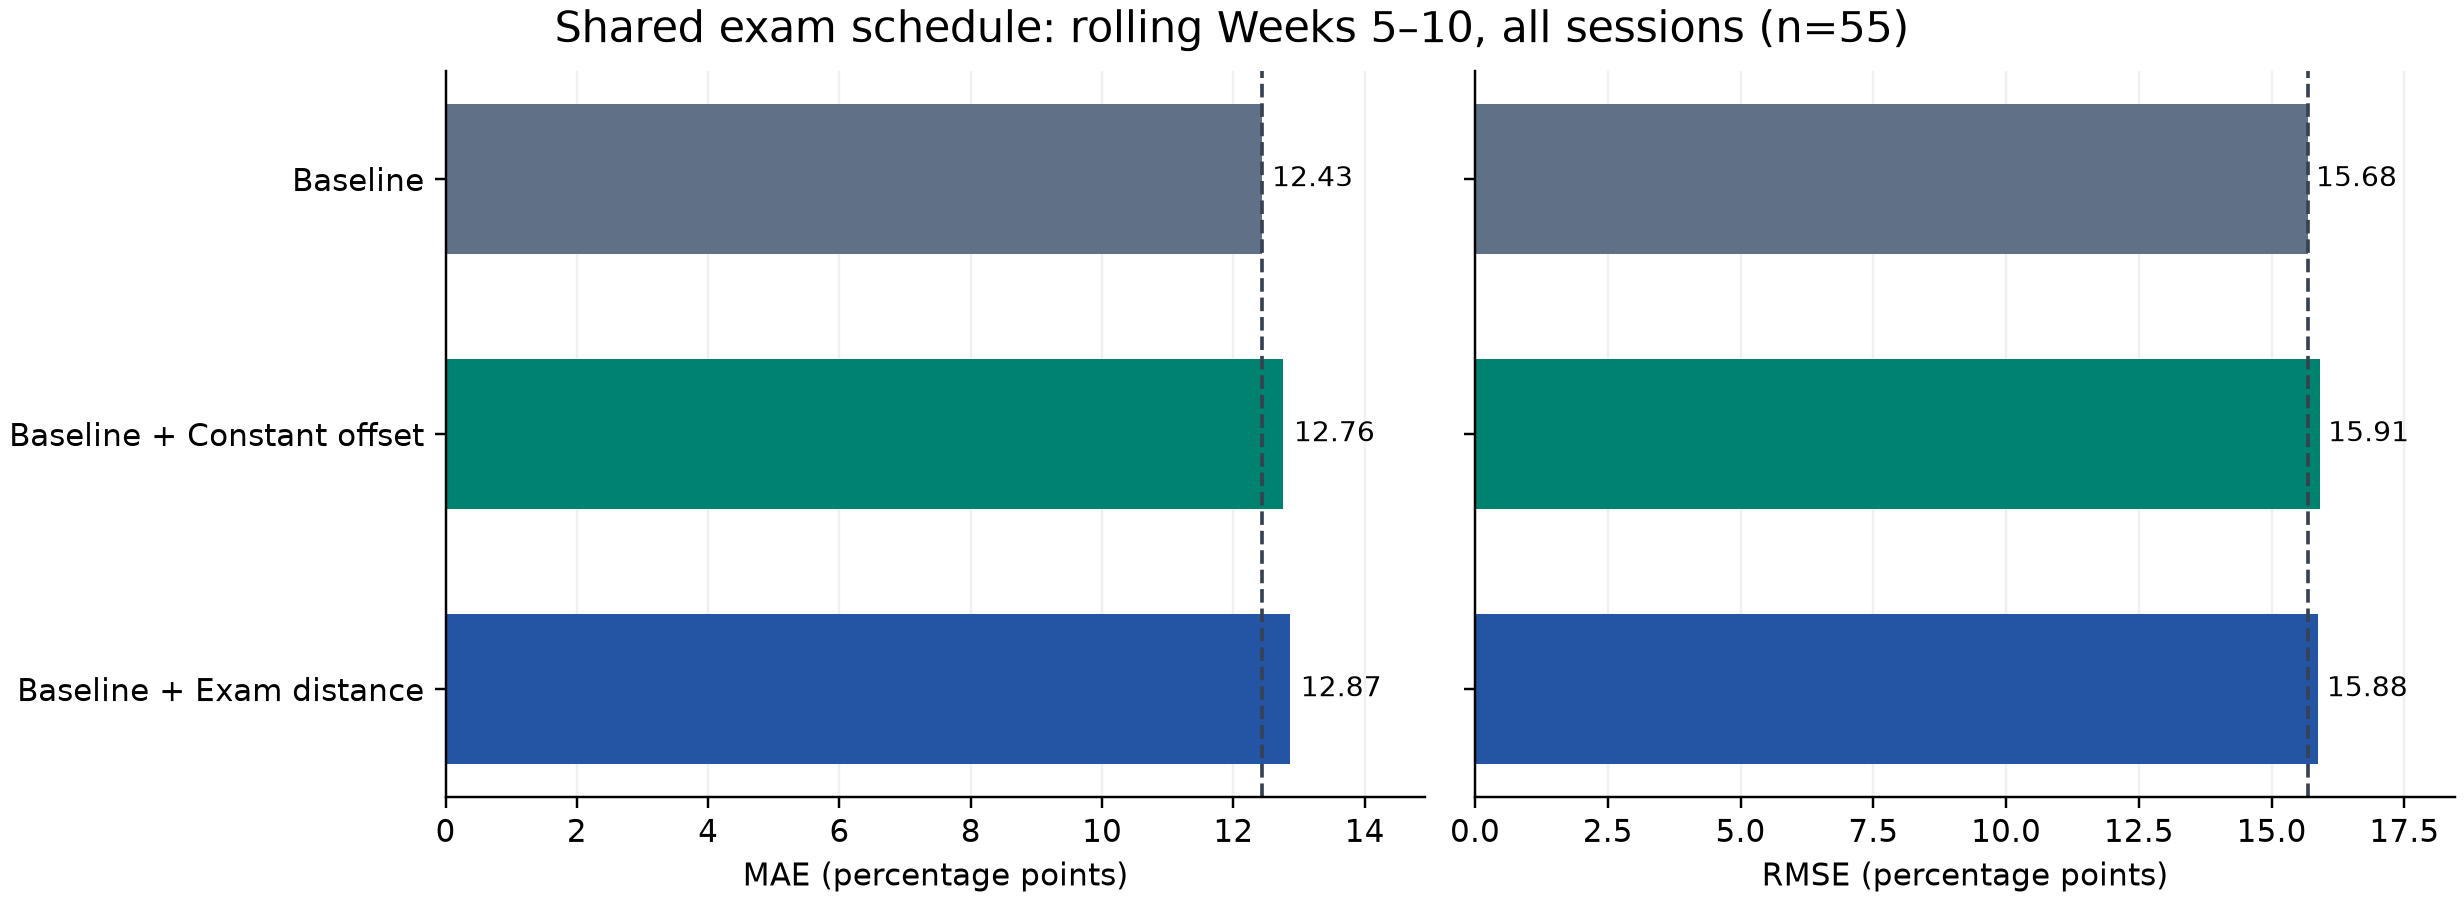 Shared exam schedule: rolling Weeks 5–10, all sessions (n=55)
Baseline
12.43
15.68
Baseline + Constant offset
12.76
15.91
Baseline + Exam distance
12.87
15.88
0 2 4 6 8 10 12 14
0.0 2.5 5.0 7.5 10.0 12.5 15.0 17.5
MAE (percentage points)
RMSE (percentage points)